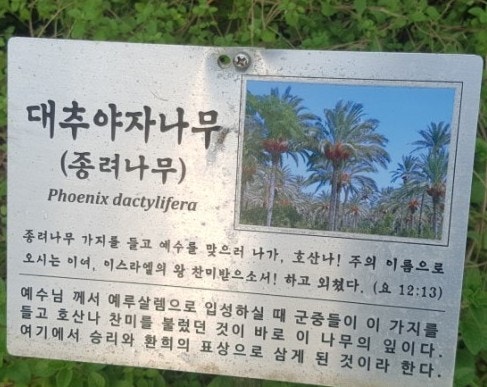 대추야자나무
(종려나무)
Phoenix dactylifera
종려나무 가지를 들고 예수를 맞으러 나가, 호산나! 주의 이름으로
오시는 이여, 이스라엘의 왕 찬미받으소서! 하고 외쳤다. (요 12:13)
예수님 께서 예루살렘으로 입성하실 때 군중들이 이 가지를
들고 호산나 찬미를 불렀던 것이 바로 이 나무의 잎이다.
여기에서 승리와 환희의 표상으로 삼게 된 것이라 한다.